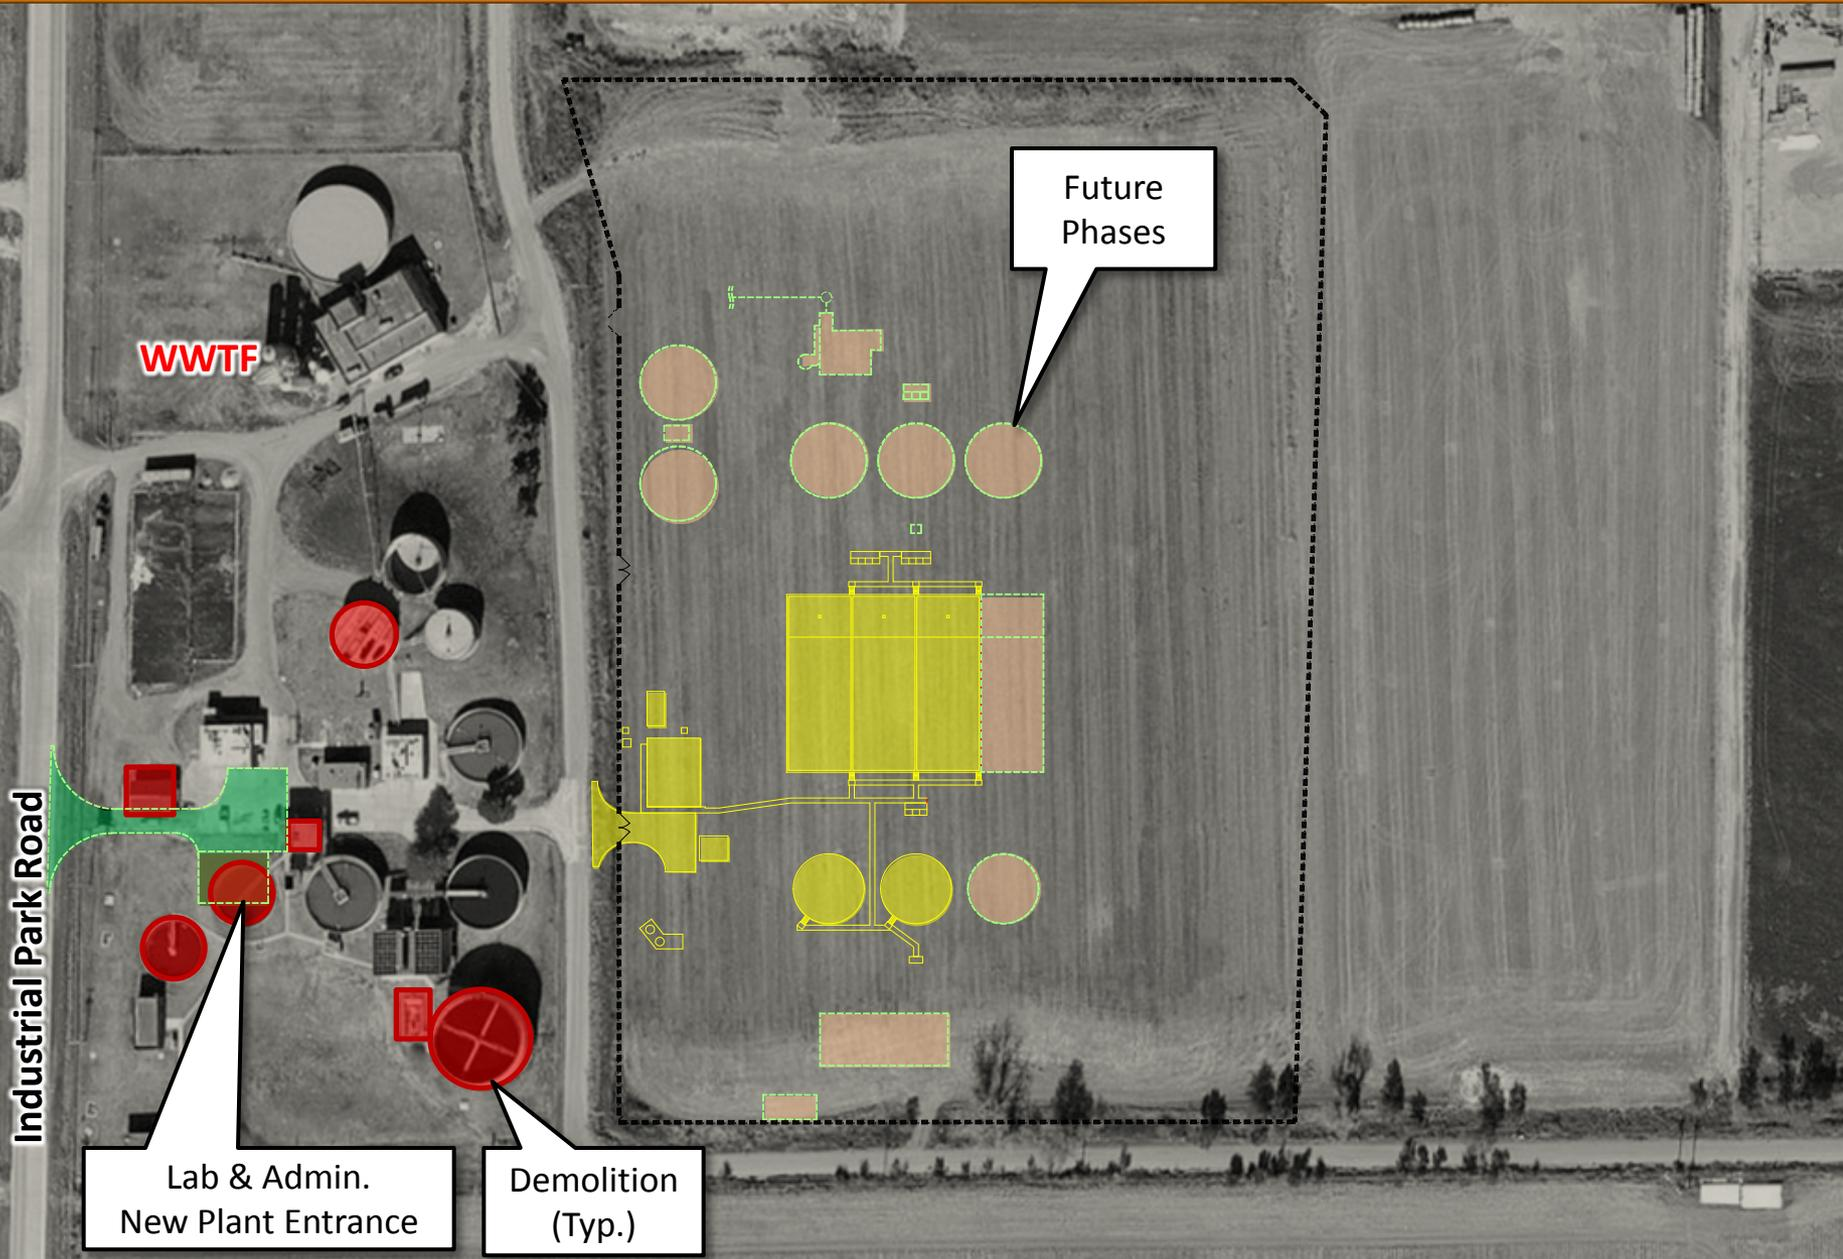 Future
Phases
WWTF
Industrial Park Road
Lab & Admin.
New Plant Entrance
Demolition
(Typ.)